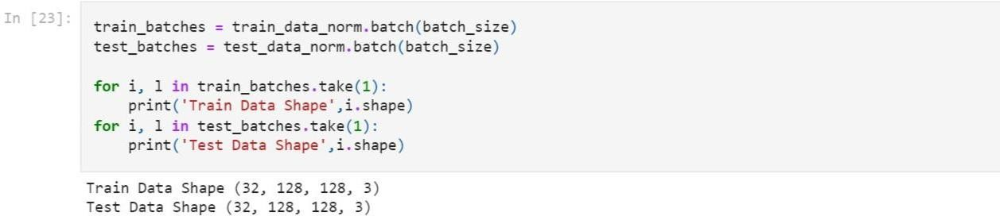 In [23]:
train_batches = train_data_norm.batch(batch_size)
test_batches = test_data_norm.batch(batch_size)
for i, l in train_batches.take(1):
    print('Train Data Shape',i.shape)
for i, l in test_batches.take(1):
    print('Test Data Shape',i.shape)
Train Data Shape (32, 128, 128, 3)
Test Data Shape (32, 128, 128, 3)